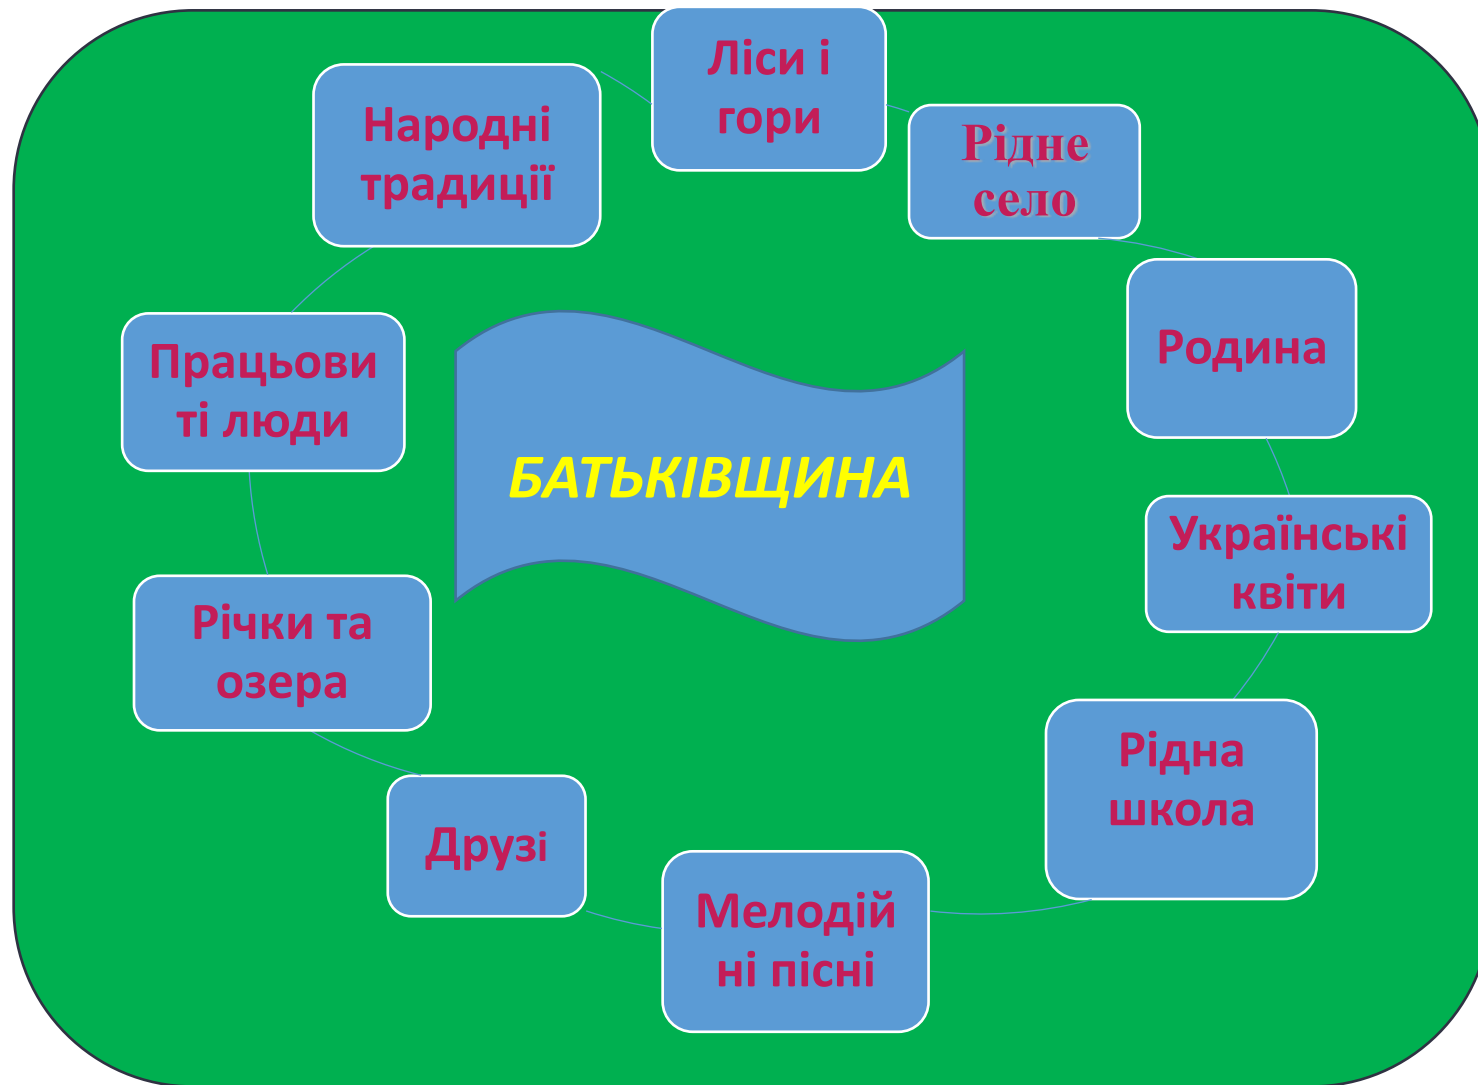 Ліси і
гори
Рідне
село
Родина
Українські
квіти
Рідна
школа
Мелодій
ні пісні
Друзі
Річки та
озера
Працьови
ті люди
Народні
традиції
БАТЬКІВЩИНА